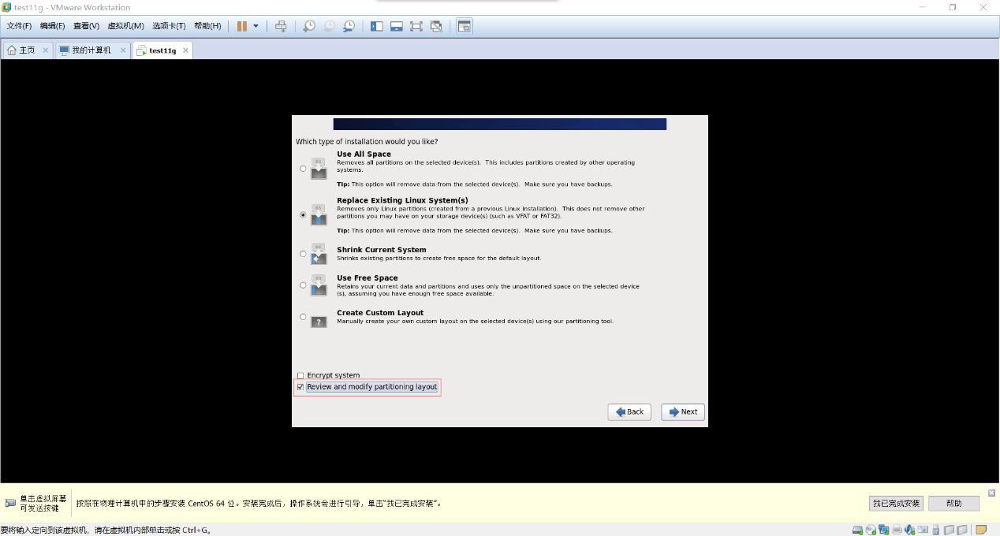 test11g - VMware Workstation
文件(F) 编辑(E) 查看(V) 虚拟机(M) 选项卡(T) 帮助(H)
主页 我的计算机 test11g
Which type of installation would you like?
Use All Space
Removes all partitions on the selected device(s). This includes partitions created by other operating
systems.
Tip: This option will remove data from the selected device(s). Make sure you have backups.
Replace Existing Linux System(s)
Removes only Linux partitions (created from a previous Linux installation). This does not remove other
partitions you may have on your storage device(s) (such as VFAT or FAT32).
Tip: This option will remove data from the selected device(s). Make sure you have backups.
Shrink Current System
Shrinks existing partitions to create free space for the default layout.
Use Free Space
Retains your current data and partitions and uses only the unpartitioned space on the selected device
(s), assuming you have enough free space available.
Create Custom Layout
Manually create your own custom layout on the selected device(s) using our partitioning tool.
Encrypt system
Review and modify partitioning layout
Back Next
单击虚拟屏幕
可发送按键
按照在物理计算机中的步骤安装 CentOS 64 位。安装完成后，操作系统会进行引导，单击“我已完成安装”。
我已完成安装 帮助
要将输入定向到该虚拟机，请在虚拟机内部单击或按 Ctrl+G。